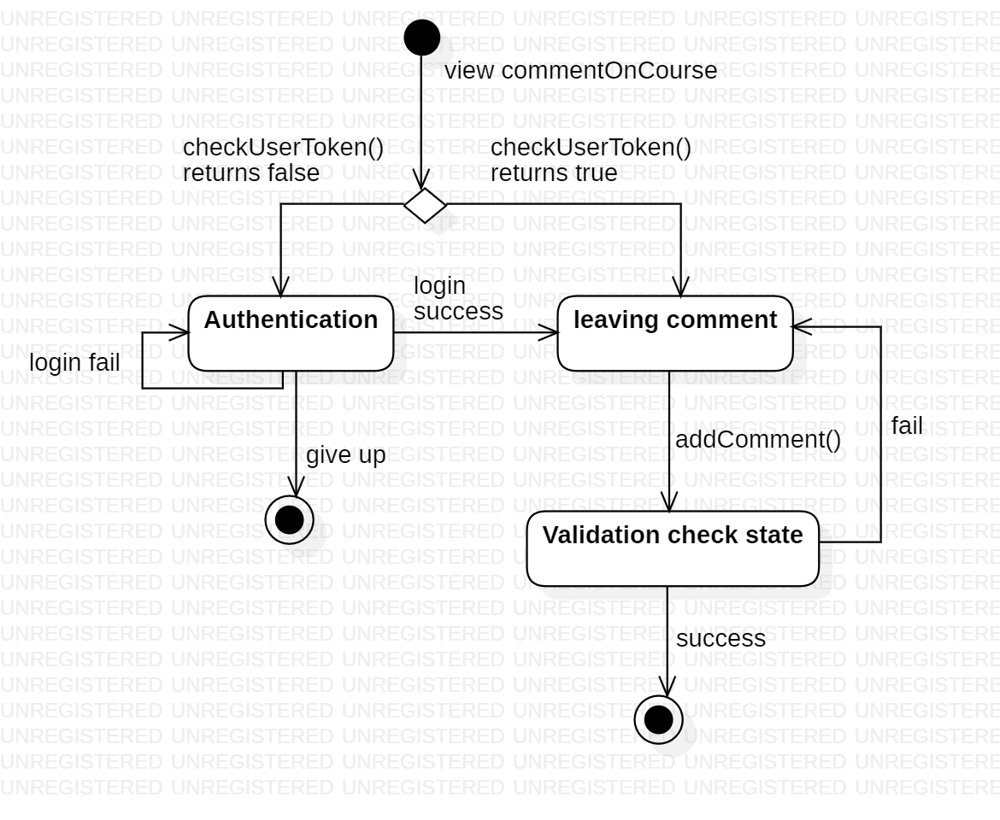 view commentOnCourse
checkUserToken()
returns false
checkUserToken()
returns true
login
success
Authentication
leaving comment
login fail
fail
addComment()
give up
Validation check state
success
UNREGISTERED